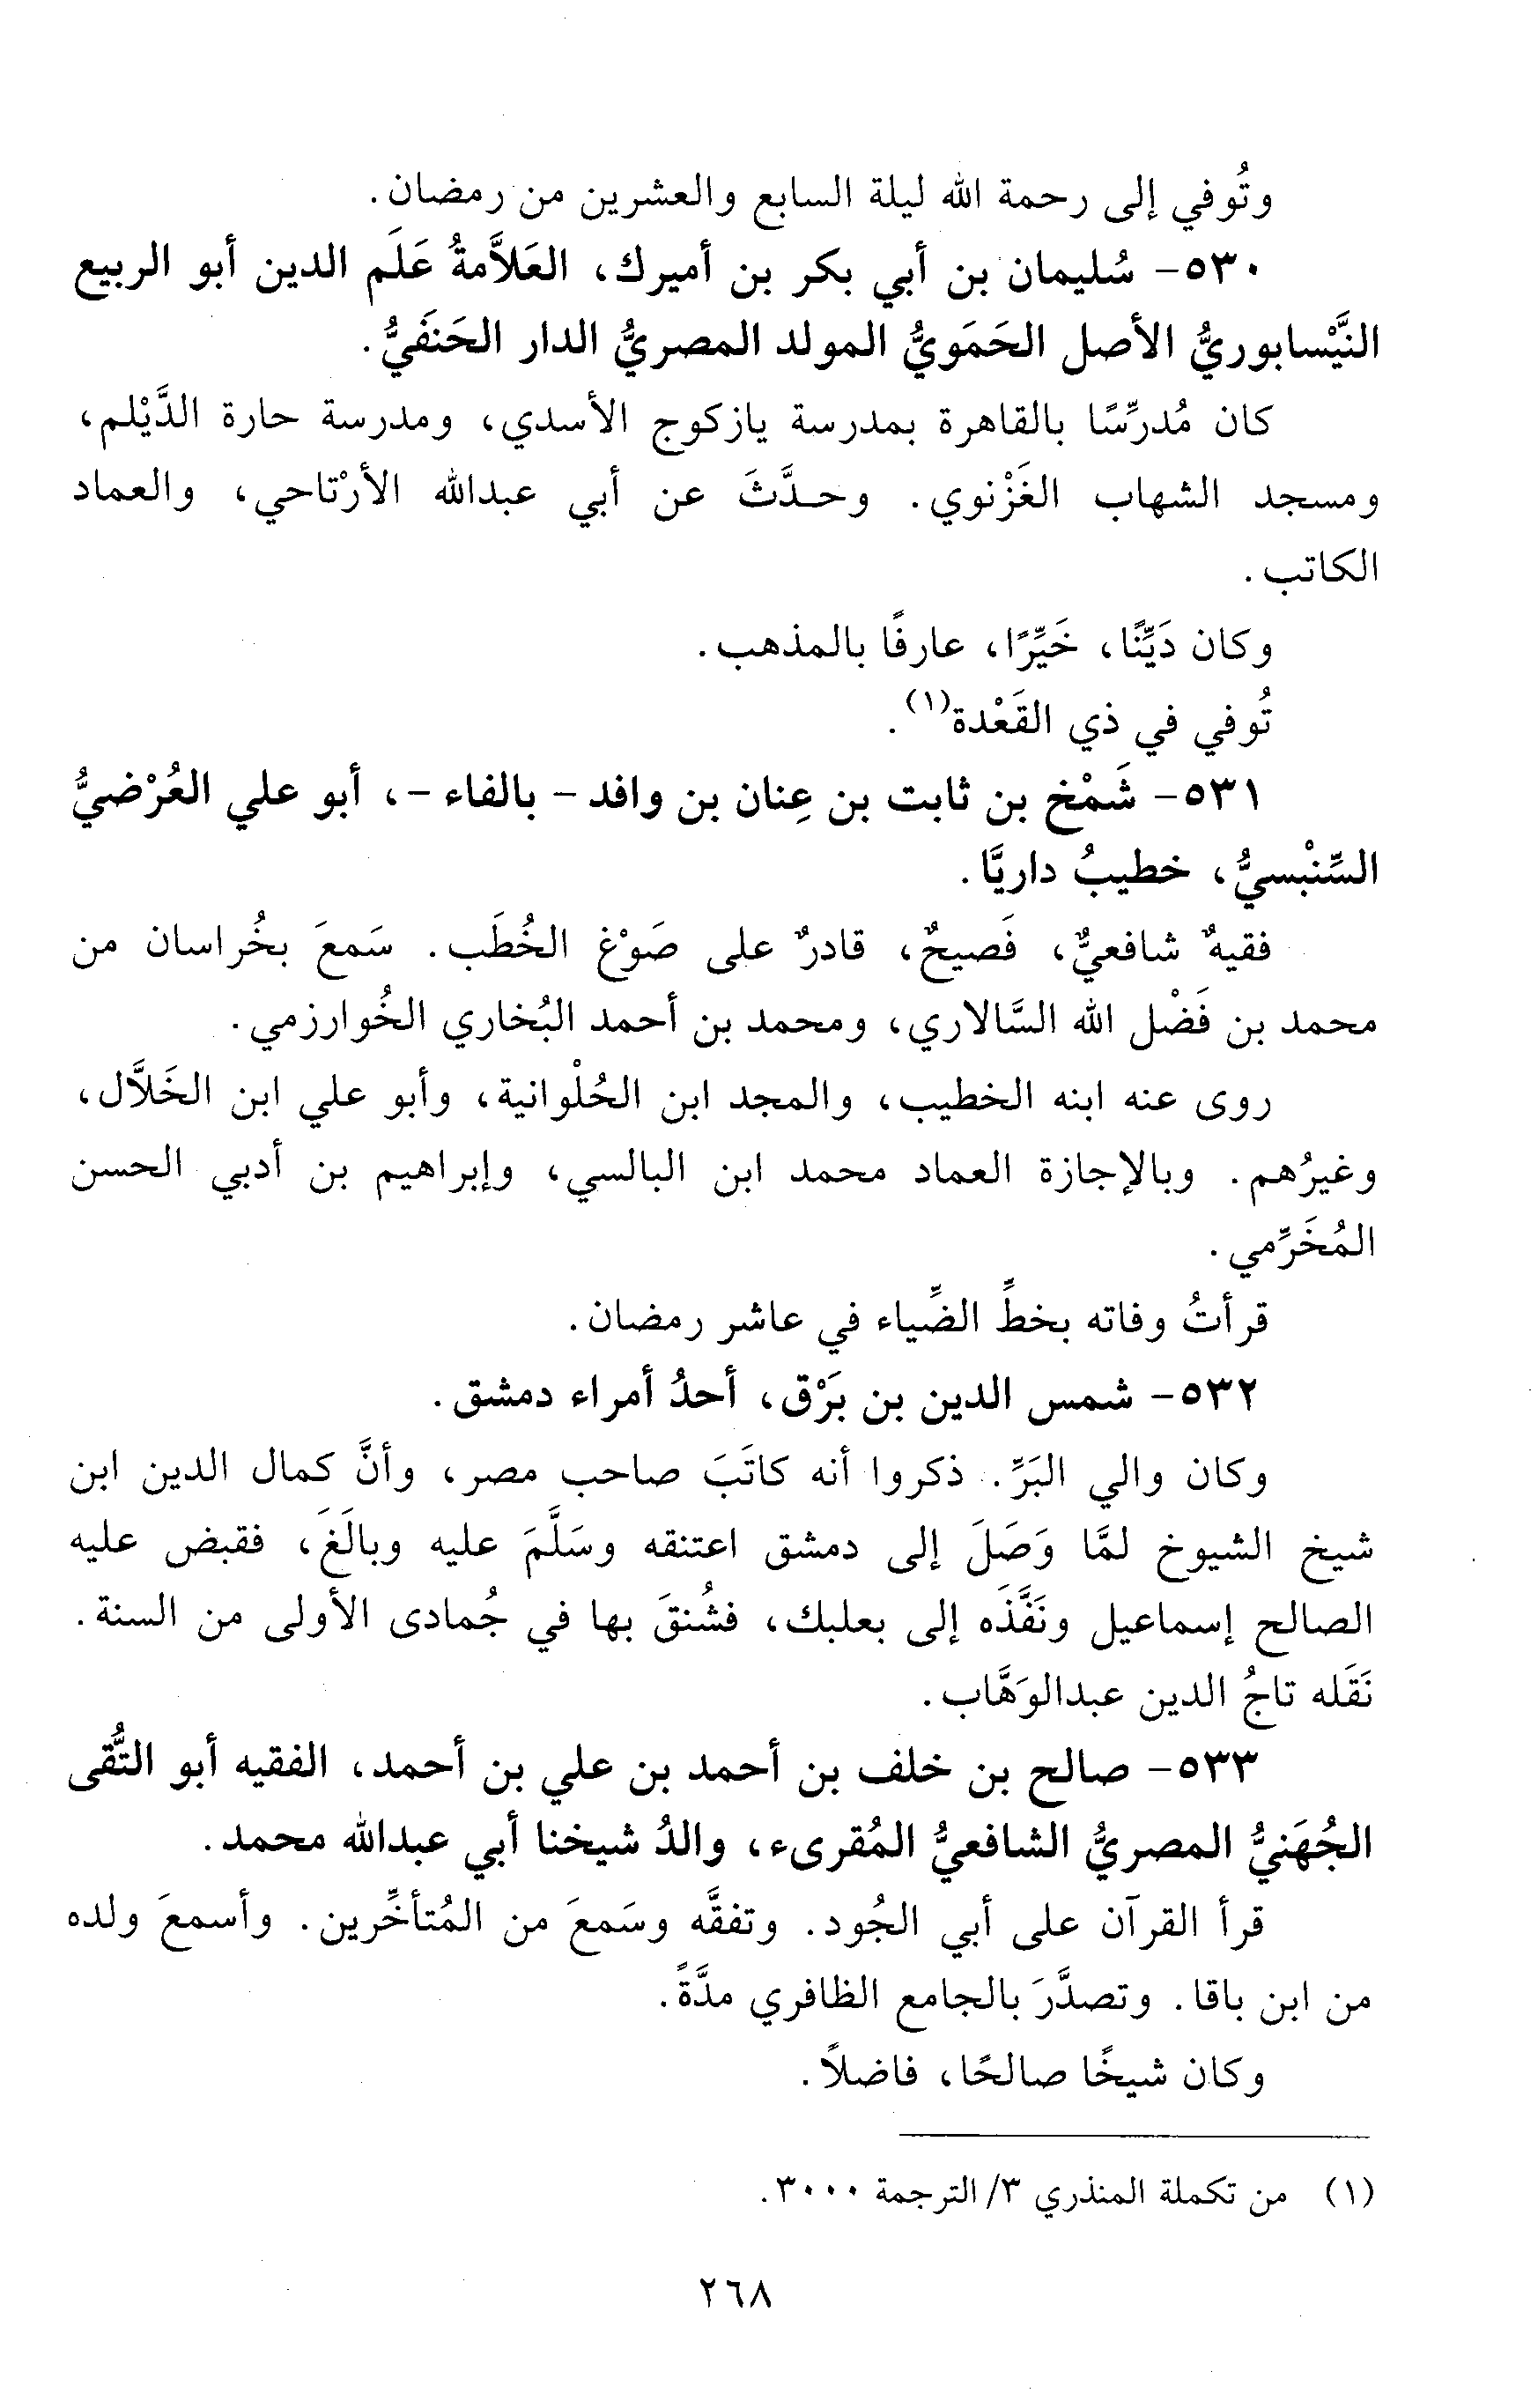 وتُوفي إلى رحمة الله ليلة السابع والعشرين من رمضان.
٥٣٠- سُليمان بن أبي بكر بن أميرك، العَلاَّمةُ عَلَم الدين أبو الربيع
النَّيْسابوريُّ الأصل الحَمَويُّ المولد المصريُّ الدار الحَنفَيُّ.
كان مُدرِّسًا بالقاهرة بمدرسة يازكوج الأسدي، ومدرسة حارة الدَّيْلم،
ومسجد الشهاب الغَزْنوي. وحـدَّثَ عن أبي عبدالله الأرْتاحي، والعماد
الكاتب.
وكان دَيِّنًا، خَيِّرًا، عارفًا بالمذهب.
تُوفي في ذي القَعْدة(١).
٥٣١- شَمْخ بن ثابت بن عِنان بن وافد - بالفاء -، أبو علي العُرْضيُّ
السِّنْبسيُّ، خطيبُ داريَّا.
فقيهٌ شافعيٌّ، فَصيحٌ، قادرٌ على صَوْغ الخُطَب. سَمعَ بخُراسان من
محمد بن فَضْل الله السَّالاري، ومحمد بن أحمد البُخاري الخُوارزمي.
روى عنه ابنه الخطيب، والمجد ابن الحُلْوانية، وأبو علي ابن الخَلاَّل،
وغيرُهم. وبالإجازة العماد محمد ابن البالسي، وإبراهيم بن أدبي الحسن
المُخَرِّمي.
قرأتُ وفاته بخطِّ الضِّياء في عاشر رمضان.
٥٣٢- شمس الدين بن بَرْق، أحدُ أمراء دمشق.
وكان والي البَرِّ. ذكروا أنه كاتَبَ صاحب مصر، وأنَّ كمال الدين ابن
شيخ الشيوخ لمَّا وَصَلَ إلى دمشق اعتنقه وسَلَّمَ عليه وبالَغَ، فقبض عليه
الصالح إسماعيل ونَفَّذَه إلى بعلبك، فشُنقَ بها في جُمادى الأولى من السنة.
نَقَله تاجُ الدين عبدالوَهَّاب.
٥٣٣- صالح بن خلف بن أحمد بن علي بن أحمد، الفقيه أبو التُّقى
الجُهَنيُّ المصريُّ الشافعيُّ المُقرىء، والدُ شيخنا أبي عبدالله محمد.
قرأ القرآن على أبي الجُود. وتفقَّه وسَمعَ من المُتأخِّرين. وأسمعَ ولده
من ابن باقا. وتصدَّرَ بالجامع الظافري مدَّةً.
وكان شيخًا صالحًا، فاضلاً.
(١) من تكملة المنذري ٣/ الترجمة ٣٠٠٠.
٢٦٨